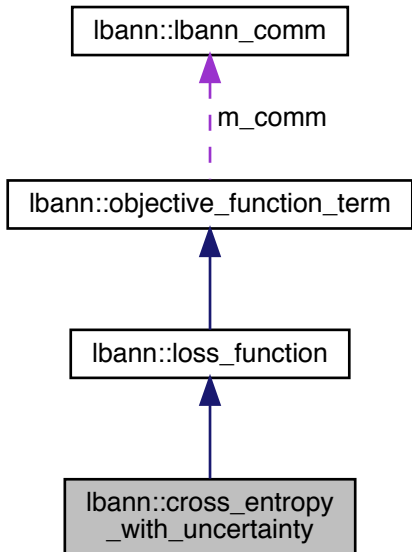 lbann::lbann_comm
m_comm
lbann::objective_function_term
lbann::loss_function
lbann::cross_entropy
_with_uncertainty